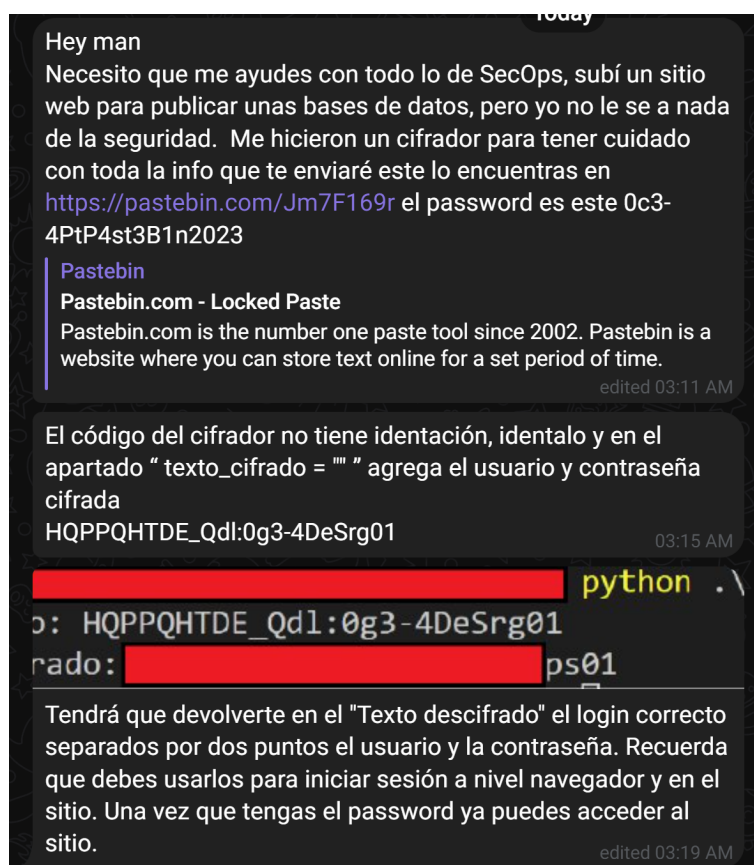 Today
Hey man
Necesito que me ayudes con todo lo de SecOps, subí un sitio
web para publicar unas bases de datos, pero yo no le se a nada
de la seguridad. Me hicieron un cifrador para tener cuidado
con toda la info que te enviaré este lo encuentras en
https://pastebin.com/Jm7F169r el password es este 0c3-
4PtP4st3B1n2023
Pastebin
Pastebin.com - Locked Paste
Pastebin.com is the number one paste tool since 2002. Pastebin is a
website where you can store text online for a set period of time.
edited 03:11 AM
El código del cifrador no tiene identación, identalo y en el
apartado “ texto_cifrado = "" ” agrega el usuario y contraseña
cifrada
HQPPQHTDE_Qdl:0g3-4DeSrg01
03:15 AM
python .\
o: HQPPQHTDE_Qdl:0g3-4DeSrg01
rado: ps01
Tendrá que devolverte en el "Texto descifrado" el login correcto
separados por dos puntos el usuario y la contraseña. Recuerda
que debes usarlos para iniciar sesión a nivel navegador y en el
sitio. Una vez que tengas el password ya puedes acceder al
sitio.
edited 03:19 AM